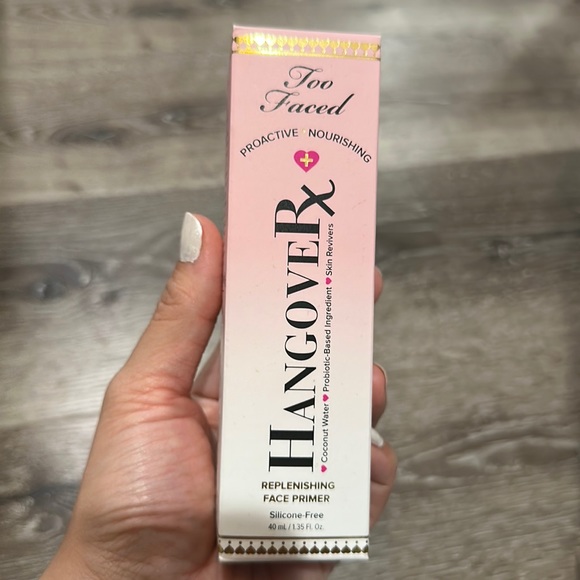 Too
Faced
PROACTIVE • NOURISHING
HANGOVERx
♥ Coconut Water ♥ Probiotic-Based Ingredient ♥ Skin Revivers
REPLENISHING
FACE PRIMER
Silicone-Free
40 mL / 1.35 Fl. Oz.